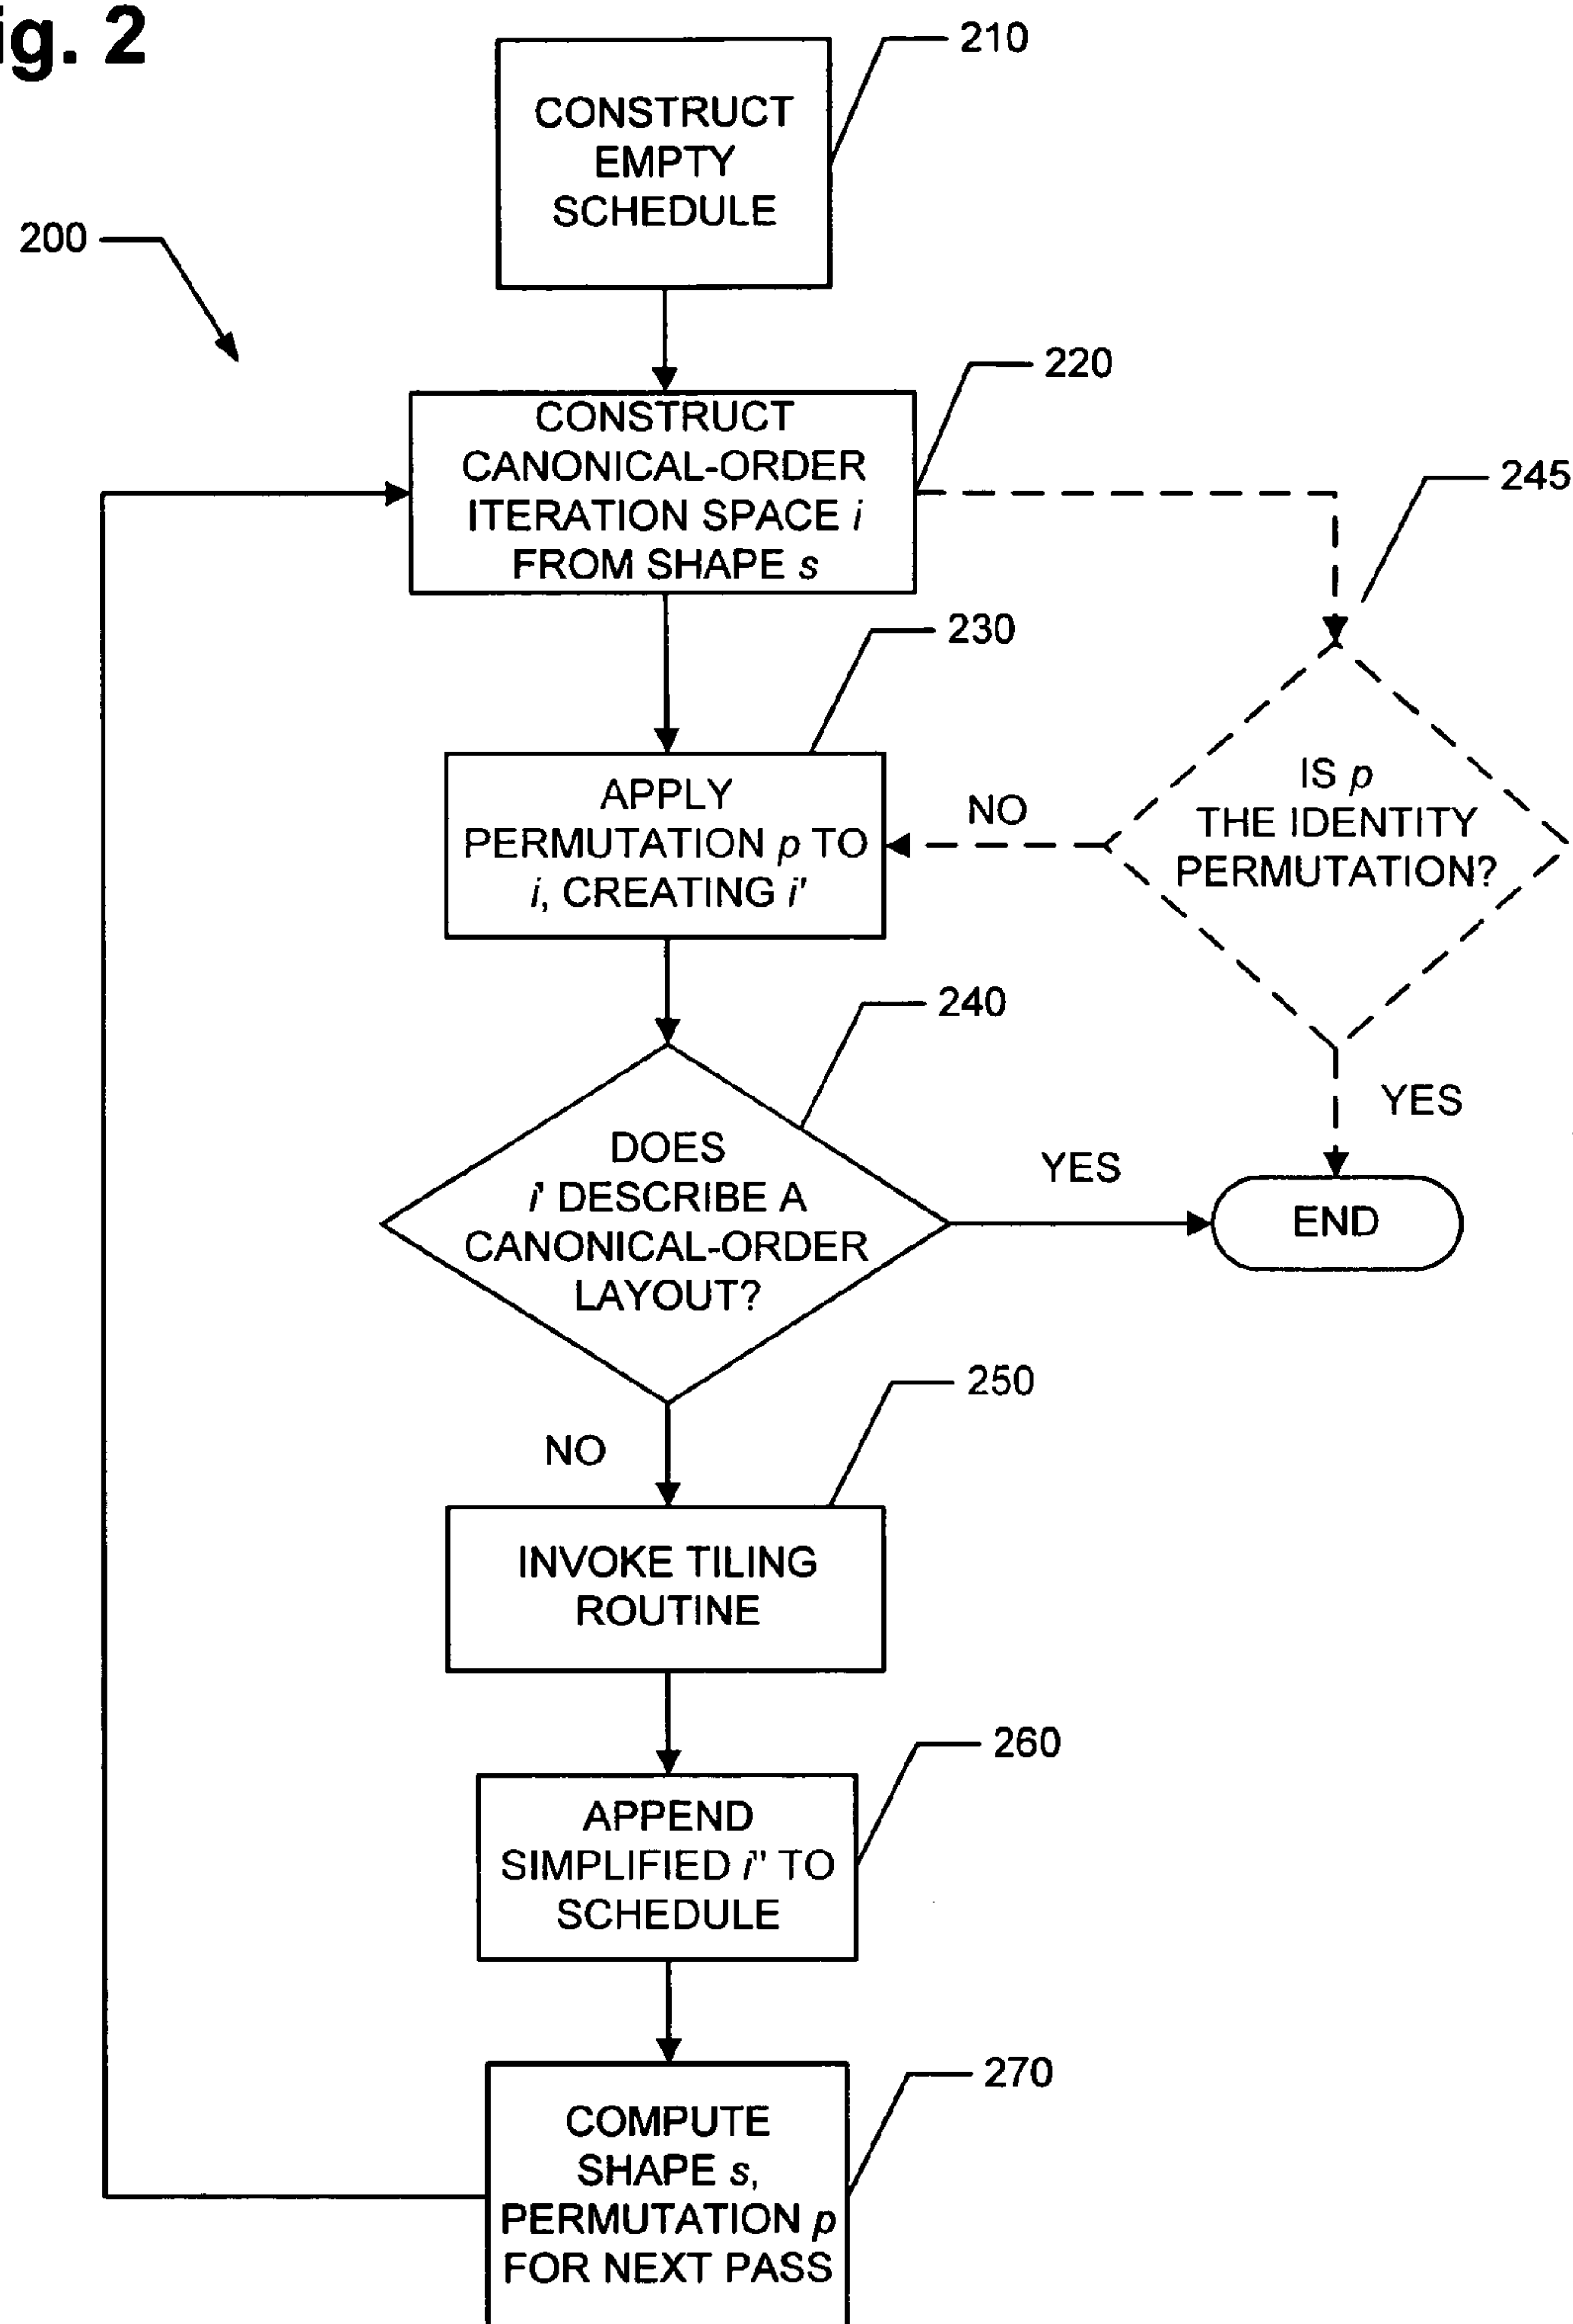 ig. 2
210
CONSTRUCT
EMPTY
SCHEDULE
200
220
CONSTRUCT
CANONICAL-ORDER
ITERATION SPACE i
FROM SHAPE s
245
230
APPLY
PERMUTATION p TO
i, CREATING i'
NO
IS p
THE IDENTITY
PERMUTATION?
240
DOES
i' DESCRIBE A
CANONICAL-ORDER
LAYOUT?
YES
YES
END
250
NO
INVOKE TILING
ROUTINE
260
APPEND
SIMPLIFIED i" TO
SCHEDULE
270
COMPUTE
SHAPE s,
PERMUTATION p
FOR NEXT PASS